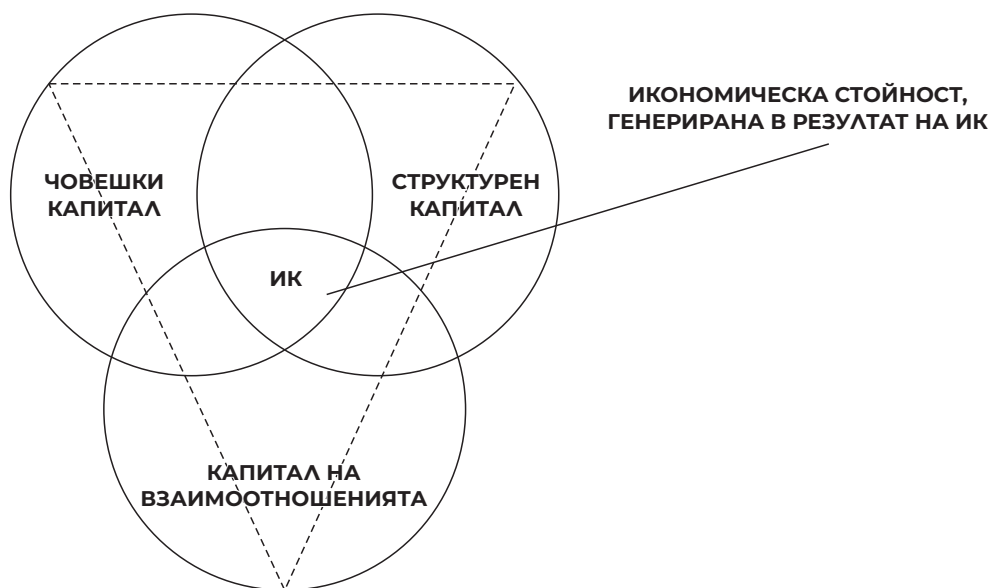 ИКОНОМИЧЕСКА СТОЙНОСТ,
ГЕНЕРИРАНА В РЕЗУЛТАТ НА ИК
ЧОВЕШКИ
КАПИТАЛ
СТРУКТУРЕН
КАПИТАЛ
ИК
КАПИТАЛ НА
ВЗАИМООТНОШЕНИЯТА